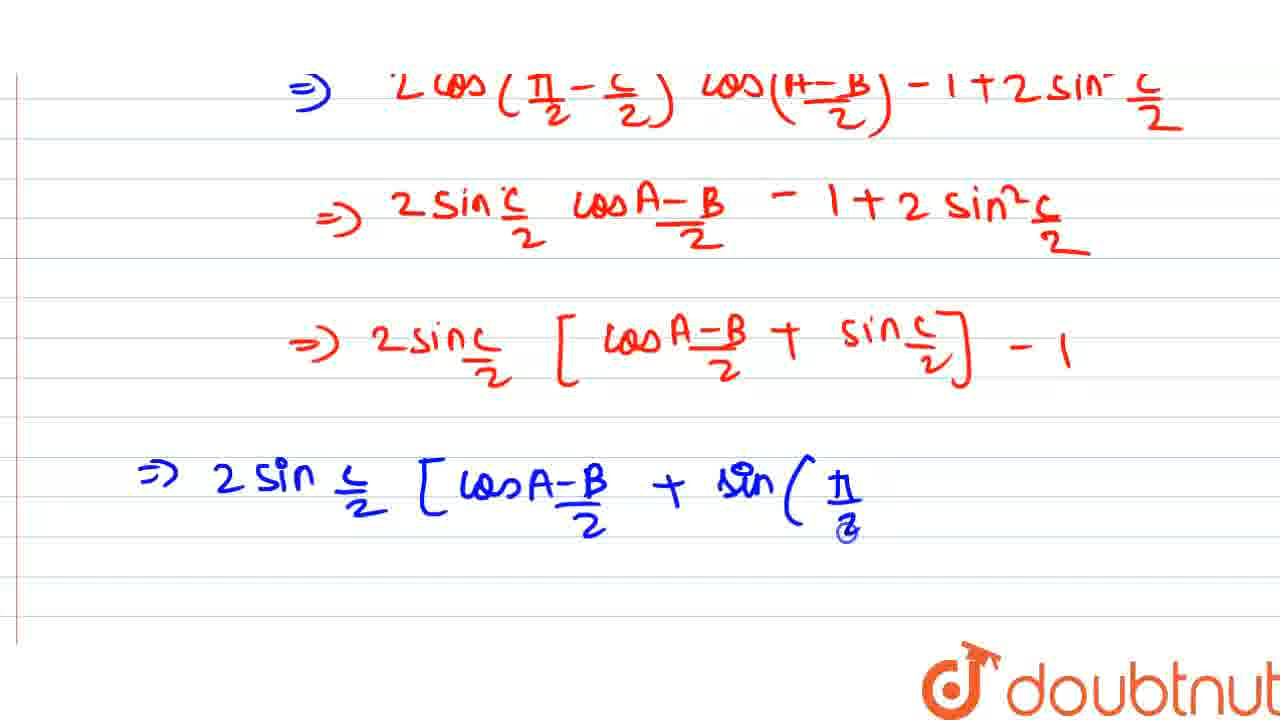 ⇒ 2 cos(π/2 - C/2) cos(A-B/2) - 1 + 2 sin² C/2
⇒ 2 sin C/2 cos A-B/2 - 1 + 2 sin² C/2
⇒ 2 sin C/2 [cos A-B/2 + sin C/2] - 1
⇒ 2 sin C/2 [cos A-B/2 + sin(π/2
doubtnut